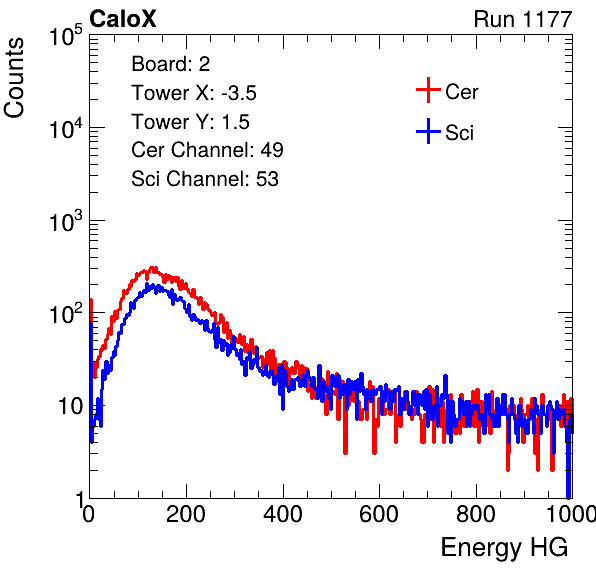 CaloX Run 1177
Counts
10^5
10^4
10^3
10^2
10
1
Board: 2
Tower X: -3.5
Tower Y: 1.5
Cer Channel: 49
Sci Channel: 53
Cer
Sci
0 200 400 600 800 1000
Energy HG